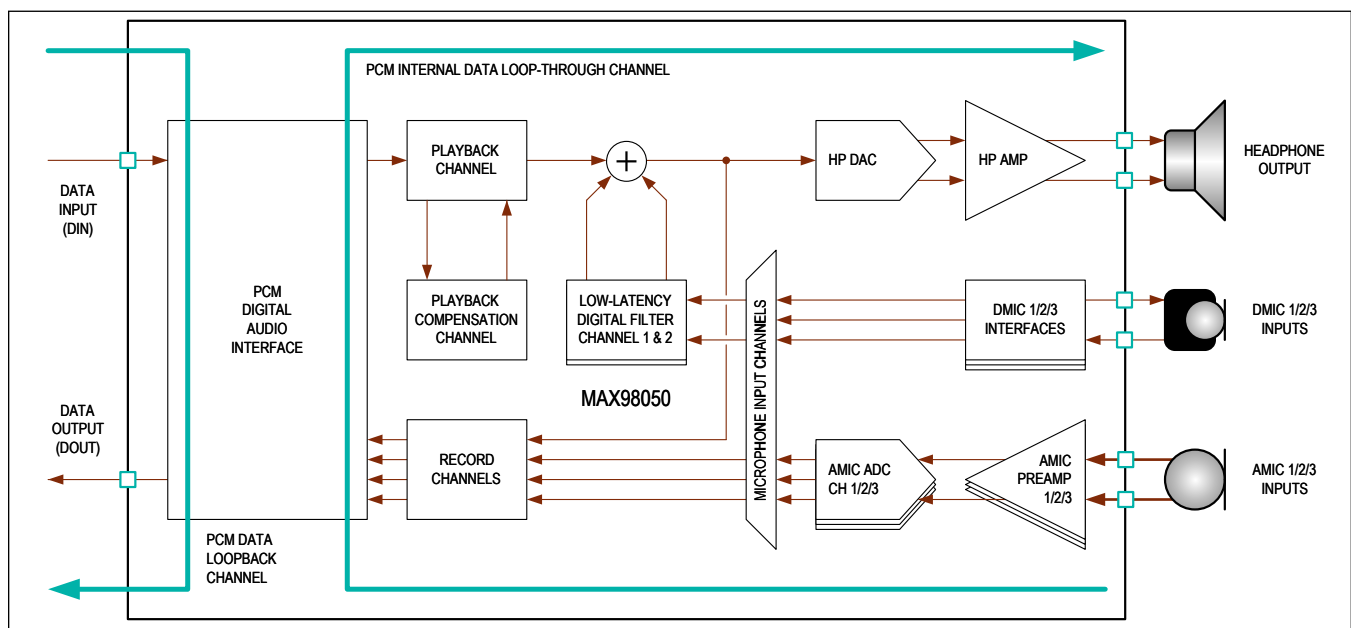 PCM INTERNAL DATA LOOP-THROUGH CHANNEL
DATA
INPUT
(DIN)
PCM
DIGITAL
AUDIO
INTERFACE
PLAYBACK
CHANNEL
+
HP DAC
HP AMP
HEADPHONE
OUTPUT
PLAYBACK
COMPENSATION
CHANNEL
LOW-LATENCY
DIGITAL FILTER
CHANNEL 1 & 2
MICROPHONE INPUT CHANNELS
DMIC 1/2/3
INTERFACES
DMIC 1/2/3
INPUTS
MAX98050
DATA
OUTPUT
(DOUT)
RECORD
CHANNELS
AMIC ADC
CH 1/2/3
AMIC
PREAMP
1/2/3
AMIC 1/2/3
INPUTS
PCM DATA
LOOPBACK
CHANNEL